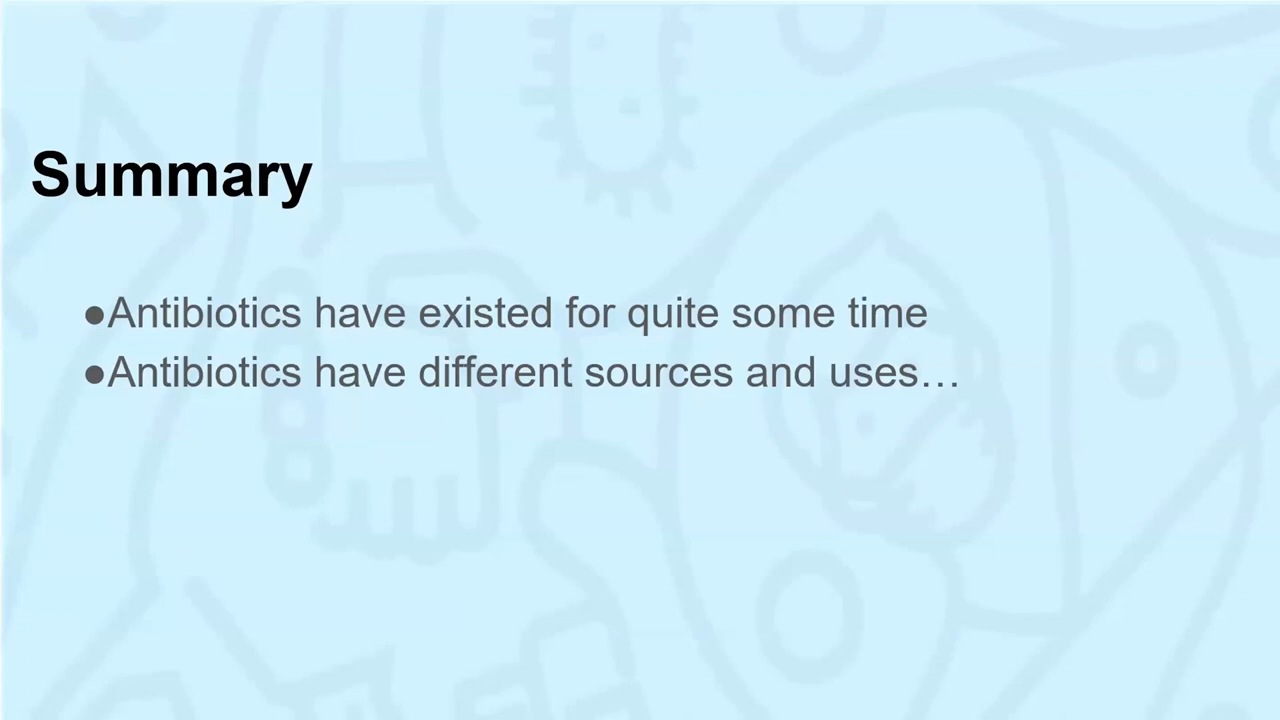 Summary
●Antibiotics have existed for quite some time
●Antibiotics have different sources and uses…